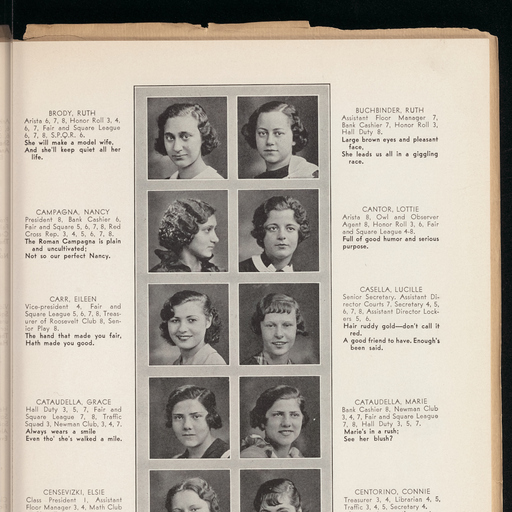 BRODY, RUTH
Arista 6, 7, 8, Honor Roll 3, 4,
6, 7, Fair and Square League
6, 7, 8, S.P.Q.R. 6.
She will make a model wife,
And she'll keep quiet all her
life.
BUCHBINDER, RUTH
Assistant Floor Manager 7,
Bank Cashier 7, Honor Roll 3,
Hall Duty 8.
Large brown eyes and pleasant
face,
She leads us all in a giggling
race.
CAMPAGNA, NANCY
President 8, Bank Cashier 6,
Fair and Square 5, 6, 7, 8, Red
Cross Rep. 3, 4, 5, 6, 7, 8.
The Roman Campagna is plain
and uncultivated;
Not so our perfect Nancy.
CANTOR, LOTTIE
Arista 8, Owl and Observer
Agent 8, Honor Roll 3, 6, Fair
and Square League 4-8.
Full of good humor and serious
purpose.
CARR, EILEEN
Vice-president 4, Fair and
Square League 5, 6, 7, 8, Treas-
urer of Roosevelt Club 8, Sen-
ior Play 8.
The hand that made you fair,
Hath made you good.
CASELLA, LUCILLE
Senior Secretary, Assistant Di-
rector Courts 7, Secretary 4, 5,
6, 7, 8, Assistant Director Lock-
ers 5, 6.
Hair ruddy gold—don't call it
red.
A good friend to have. Enough's
been said.
CATAUDELLA, GRACE
Hall Duty 3, 5, 7, Fair and
Square League 7, 8, Traffic
Squad 3, Newman Club, 3, 4, 7.
Always wears a smile
Even tho' she's walked a mile.
CATAUDELLA, MARIE
Bank Cashier 8, Newman Club
3, 4, 7, Fair and Square League
7, 8, Hall Duty 3, 5, 7.
Marie's in a rush;
See her blush?
CENSEVIZKI, ELSIE
Class President 1, Assistant
Floor Manager 3, 4, Math Club
CENTORINO, CONNIE
Treasurer 3, 4, Librarian 4, 5,
Traffic 3, 4, 5, Secretary 4,